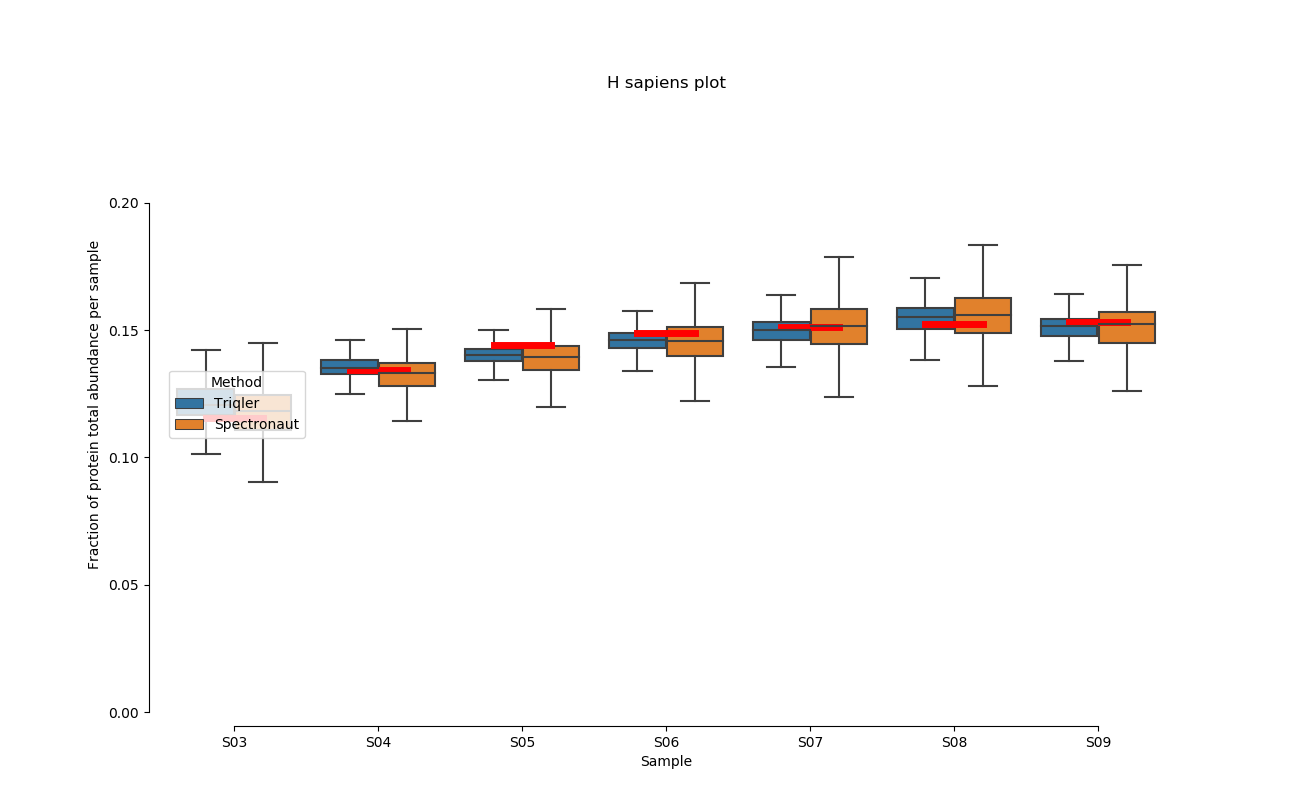 H sapiens plot
Fraction of protein total abundance per sample
0.20
0.15
0.10
0.05
0.00
Method
Triqler
Spectronaut
S03 S04 S05 S06 S07 S08 S09
Sample